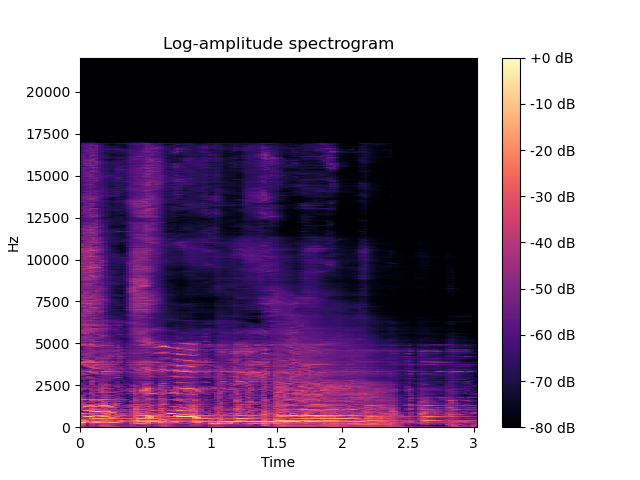 Log-amplitude spectrogram
20000
17500
15000
12500
10000
7500
5000
2500
0
Hz
0
0.5
1
1.5
2
2.5
3
Time
+0 dB
-10 dB
-20 dB
-30 dB
-40 dB
-50 dB
-60 dB
-70 dB
-80 dB